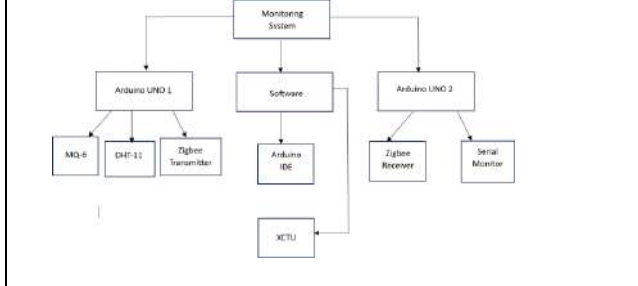 Monitoring
System
Arduino UNO 1
Software
Arduino UNO 2
MQ-6
DHT-11
Zigbee
Transmitter
Arduino
IDE
Zigbee
Receiver
Serial
Monitor
XCTU